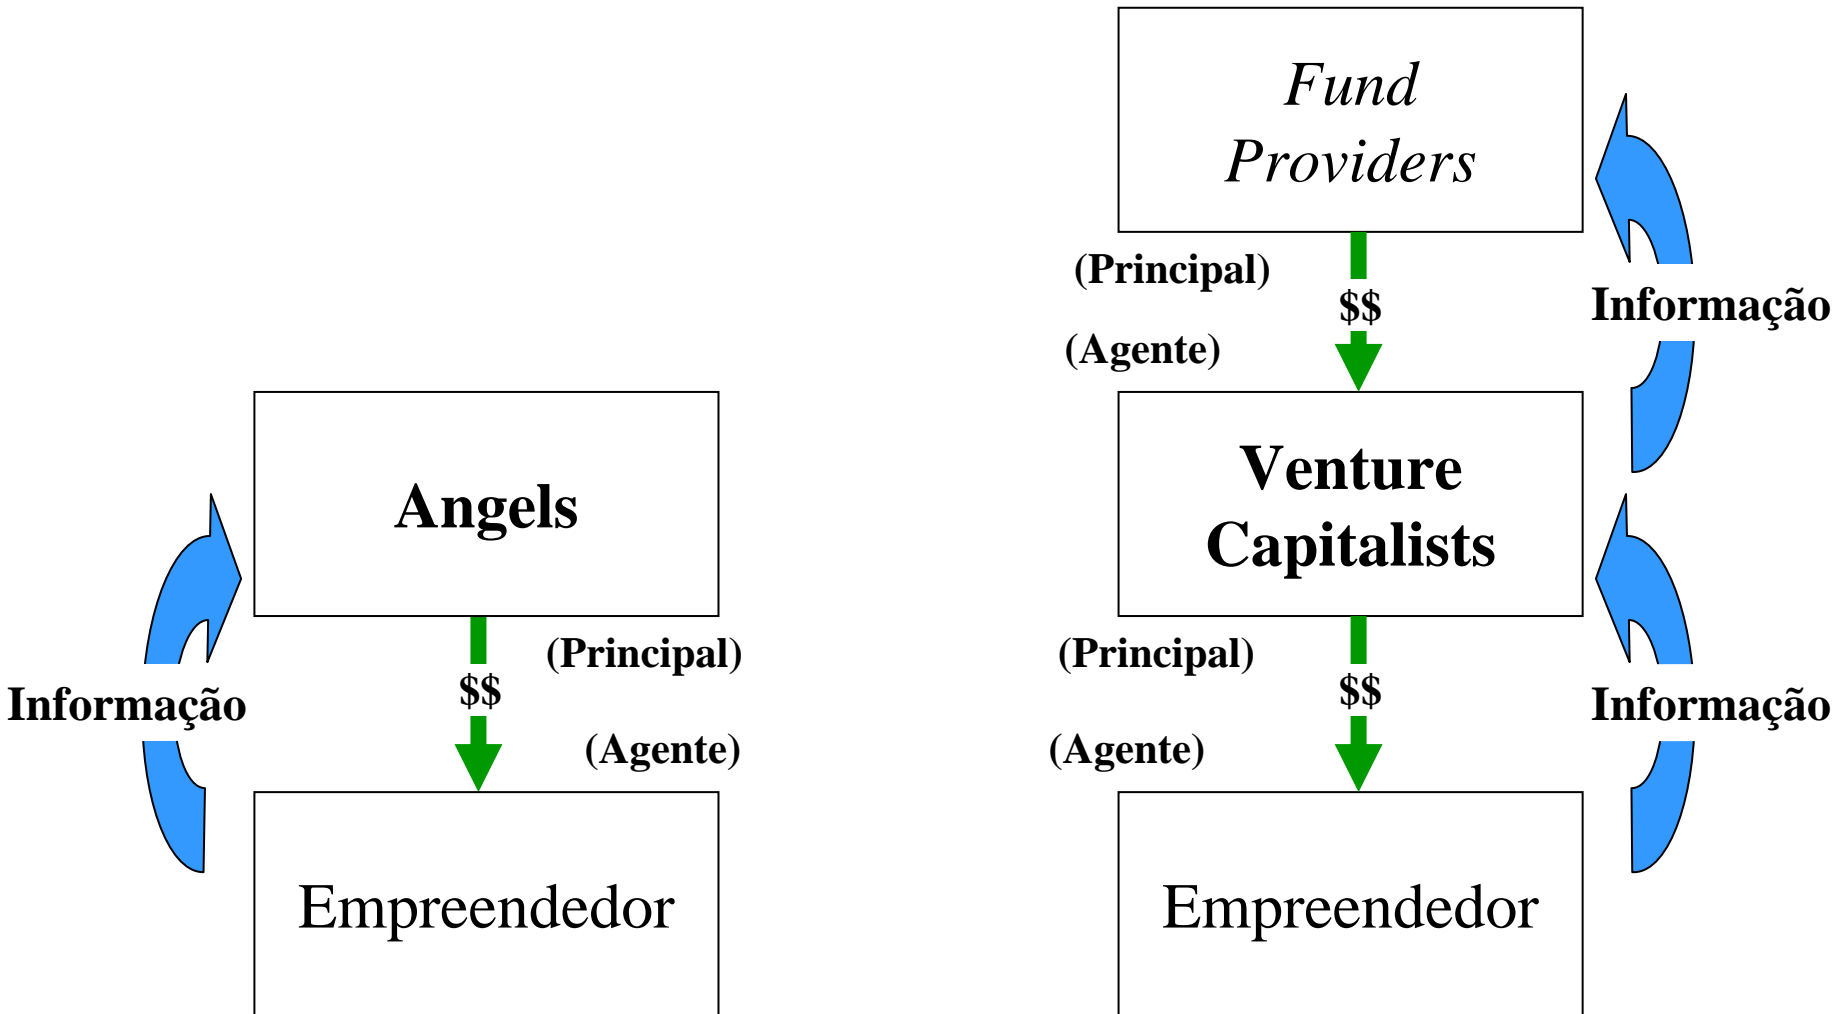 Fund
Providers
(Principal)
$$
Informação
(Agente)
Angels
Venture
Capitalists
(Principal)
$$
(Agente)
Informação
(Principal)
$$
(Agente)
Informação
Empreendedor
Empreendedor